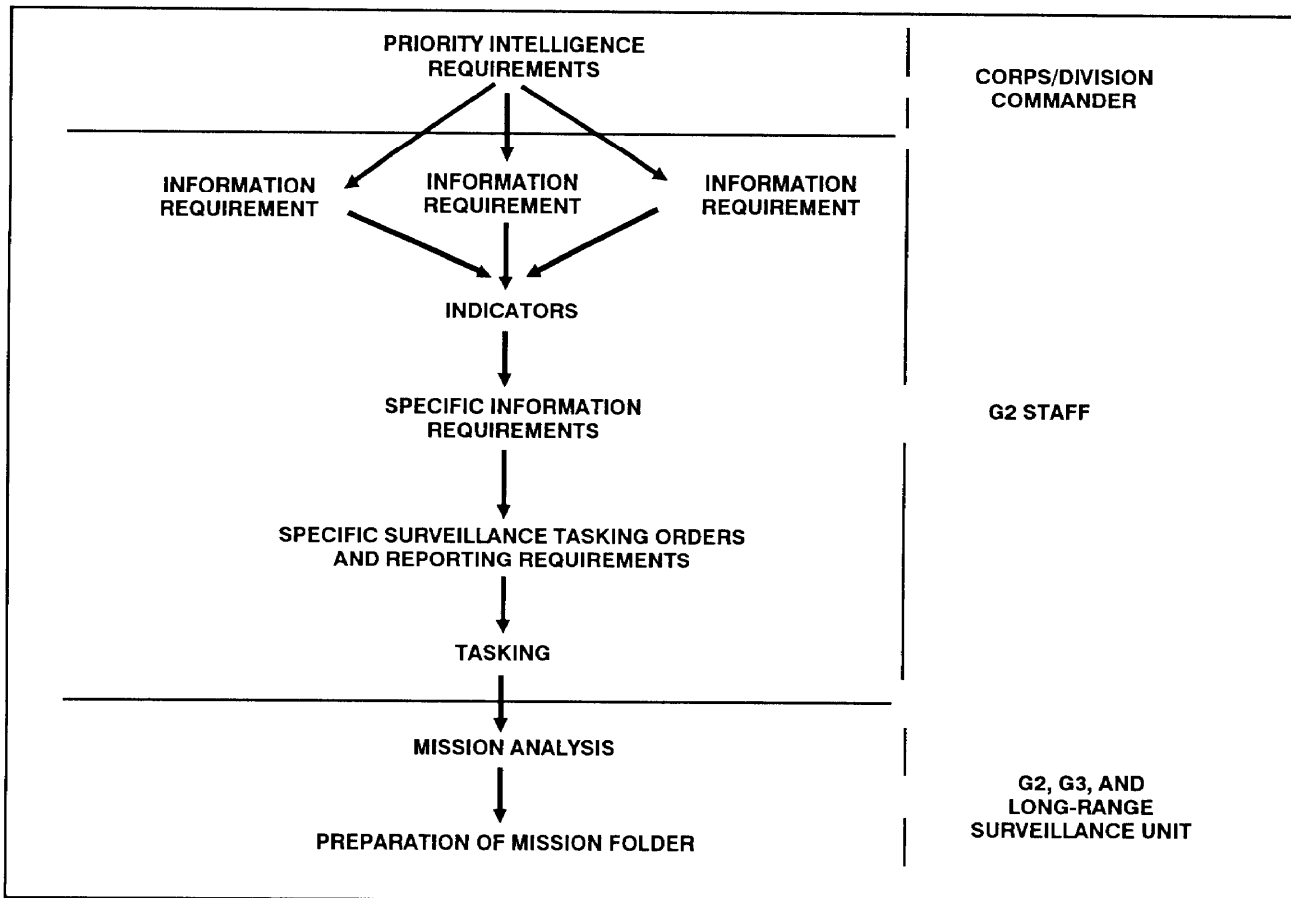 PRIORITY INTELLIGENCE
REQUIREMENTS
CORPS/DIVISION
COMMANDER
INFORMATION
REQUIREMENT
INFORMATION
REQUIREMENT
INFORMATION
REQUIREMENT
INDICATORS
SPECIFIC INFORMATION
REQUIREMENTS
G2 STAFF
SPECIFIC SURVEILLANCE TASKING ORDERS
AND REPORTING REQUIREMENTS
TASKING
MISSION ANALYSIS
PREPARATION OF MISSION FOLDER
G2, G3, AND
LONG-RANGE
SURVEILLANCE UNIT